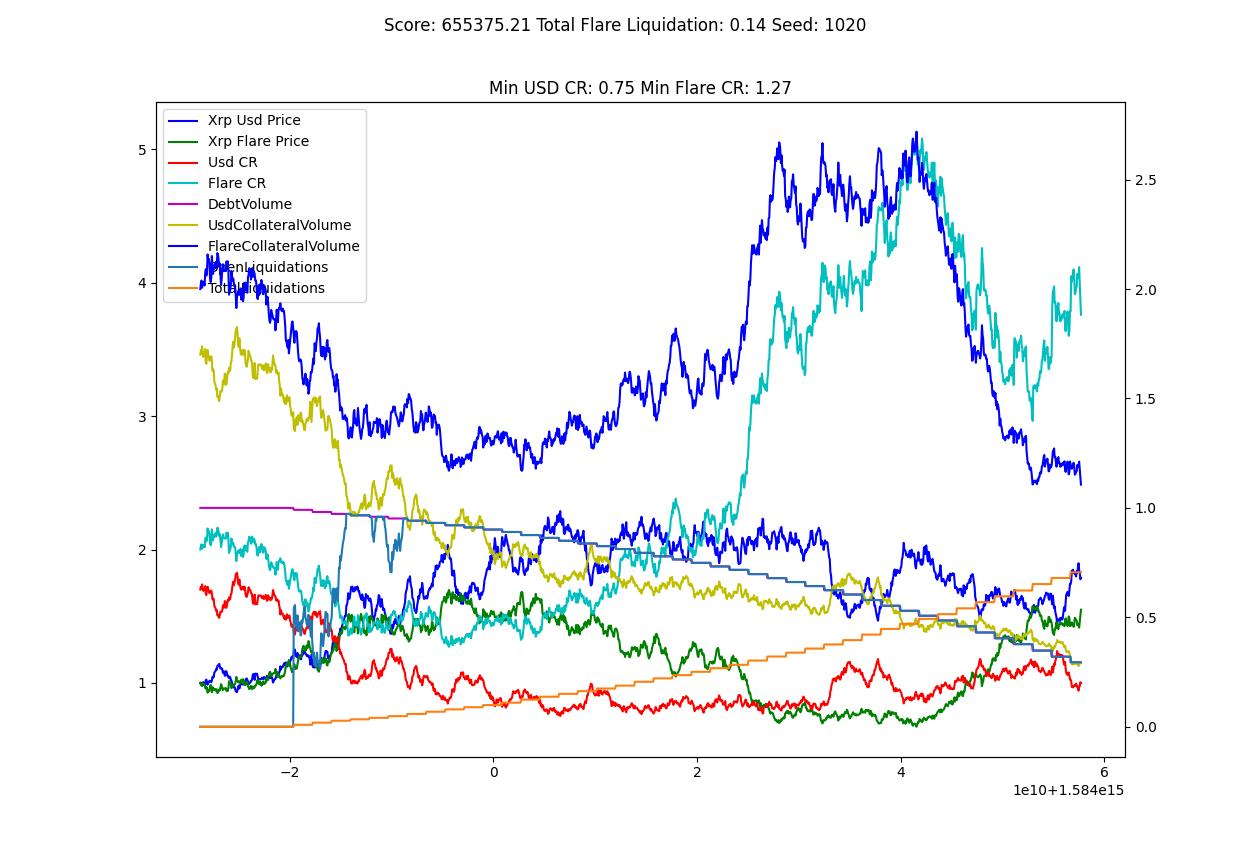 Score: 655375.21 Total Flare Liquidation: 0.14 Seed: 1020
Min USD CR: 0.75 Min Flare CR: 1.27
Xrp Usd Price
Xrp Flare Price
Usd CR
Flare CR
DebtVolume
UsdCollateralVolume
FlareCollateralVolume
OpenLiquidations
TotalLiquidations
5
4
3
2
1
2.5
2.0
1.5
1.0
0.5
0.0
−2
0
2
4
6
1e10+1.584e15